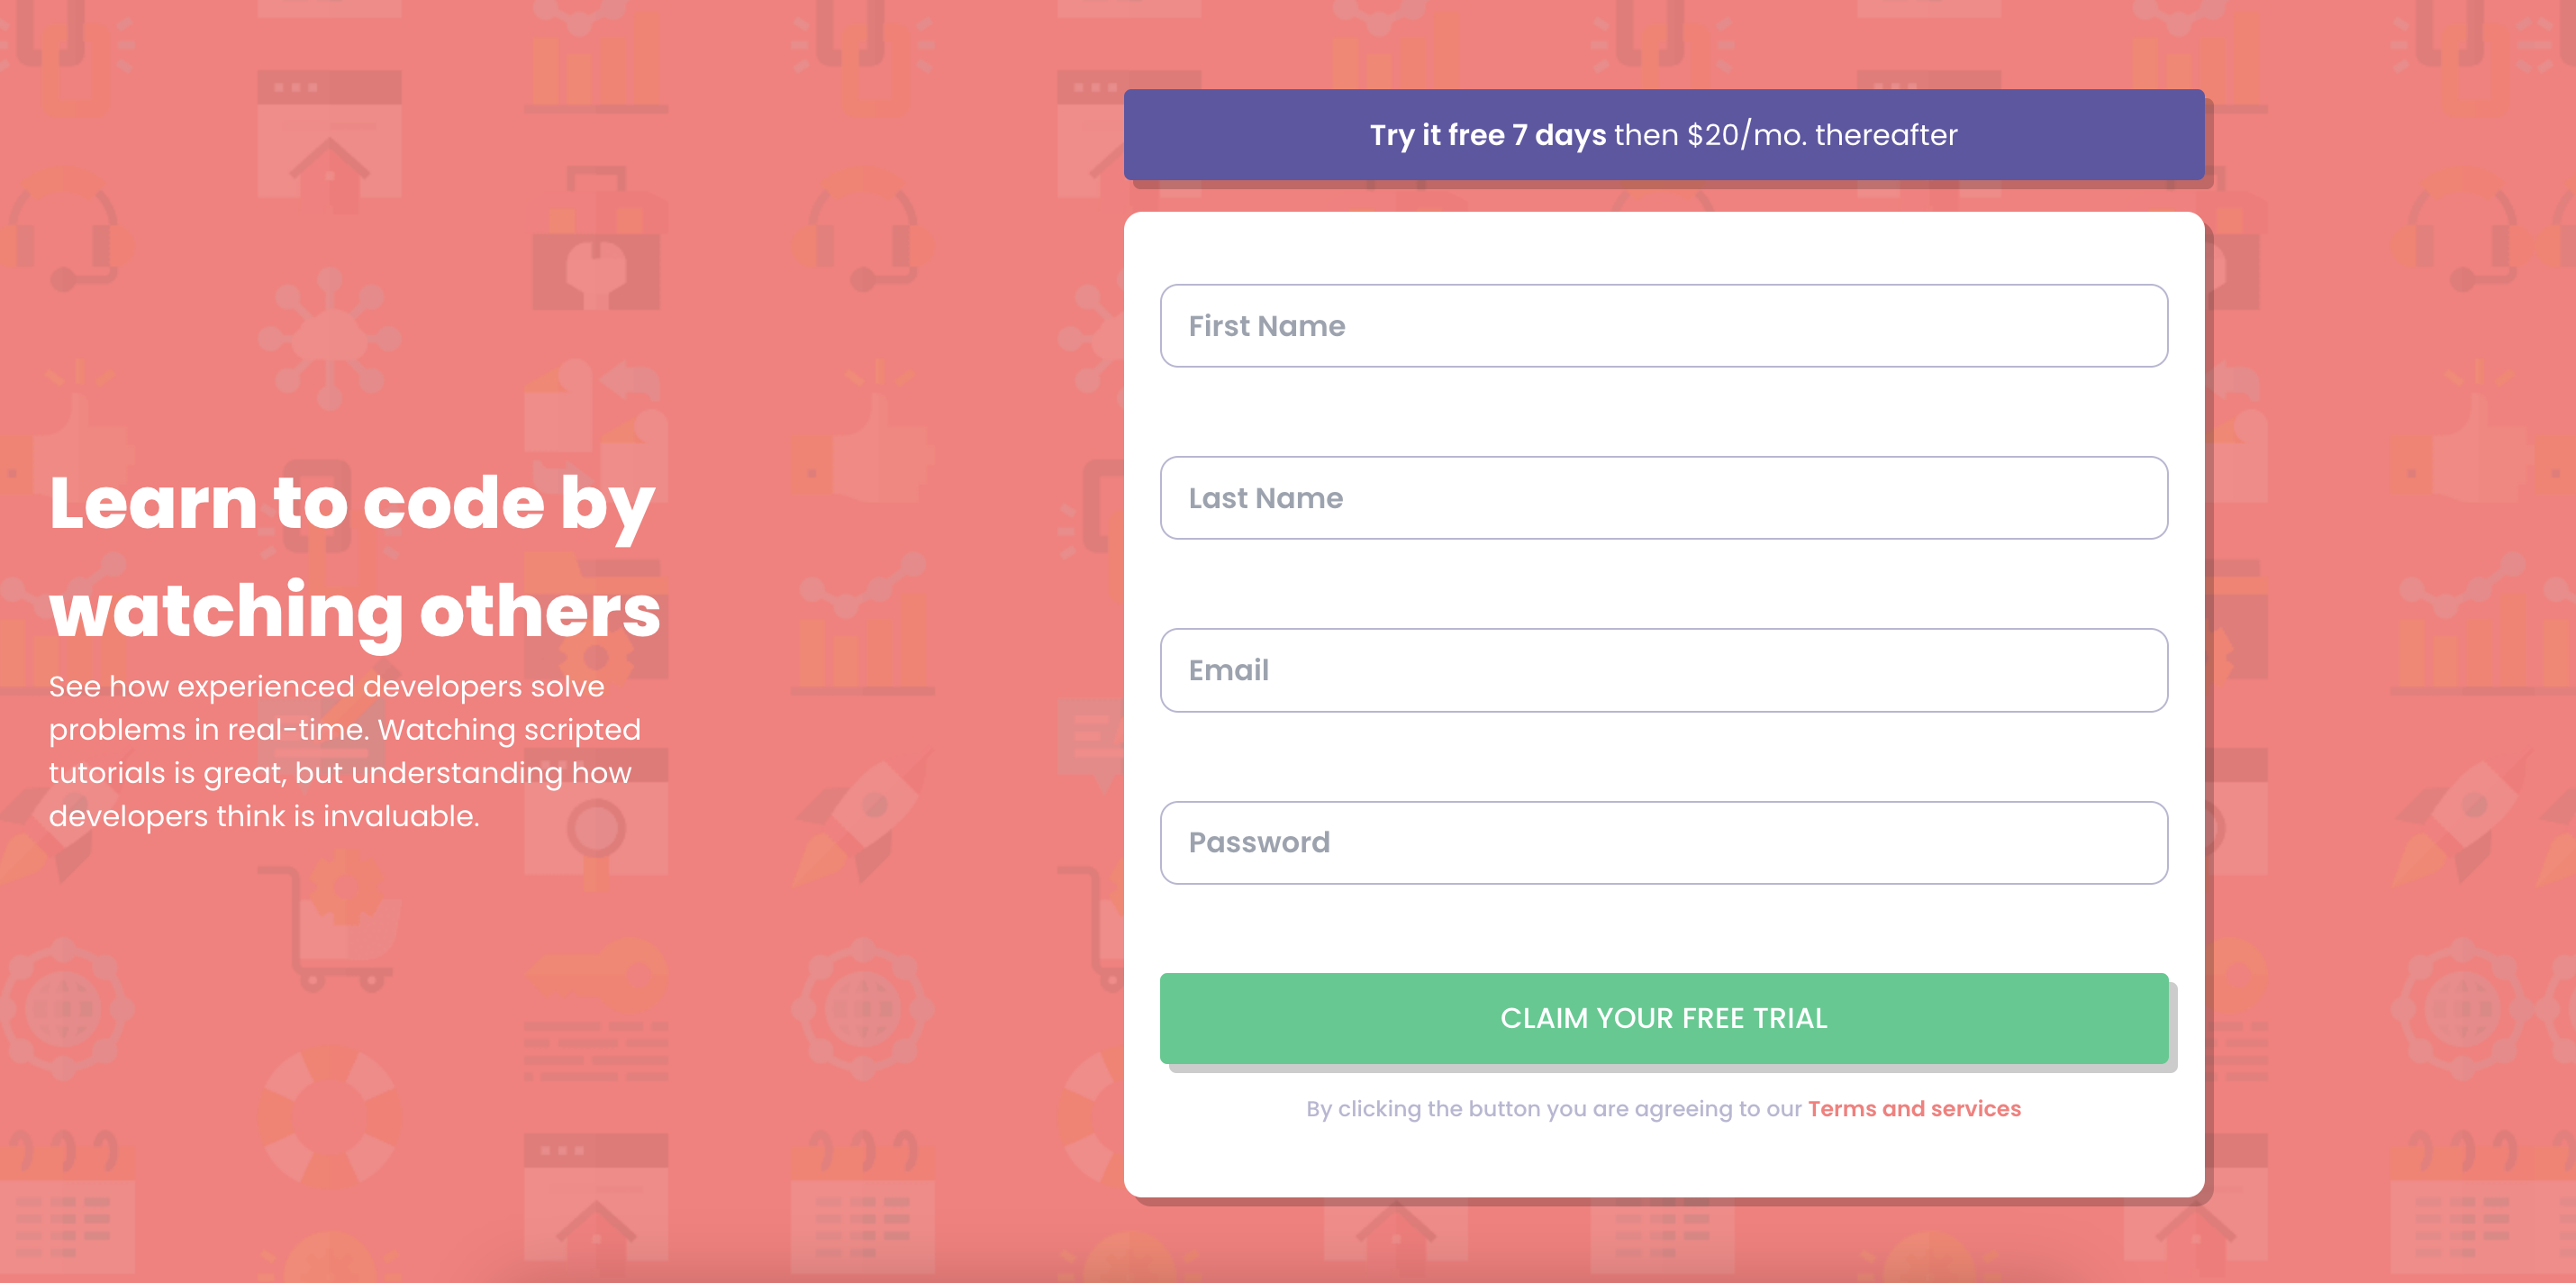 Learn to code by
watching others
See how experienced developers solve
problems in real-time. Watching scripted
tutorials is great, but understanding how
developers think is invaluable.
Try it free 7 days then $20/mo. thereafter
First Name
Last Name
Email
Password
CLAIM YOUR FREE TRIAL
By clicking the button you are agreeing to our Terms and services